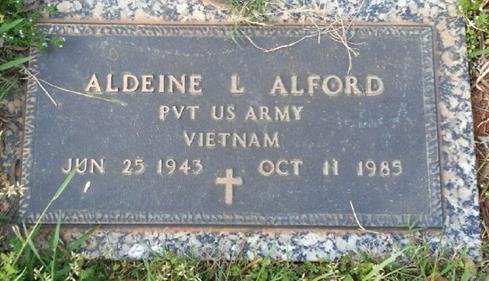 ALDEINE L ALFORD
PVT US ARMY
VIETNAM
JUN 25 1943 OCT 11 1985